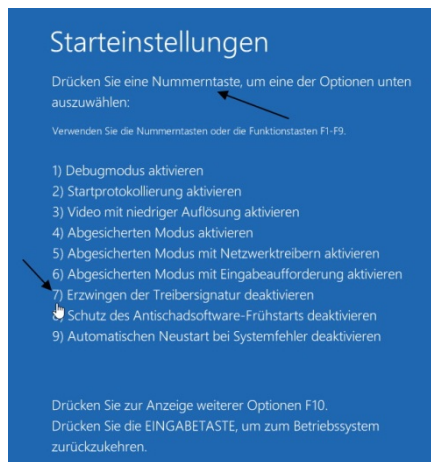 Starteinstellungen
Drücken Sie eine Nummerntaste, um eine der Optionen unten
auszuwählen:
Verwenden Sie die Nummerntasten oder die Funktionstasten F1-F9.
1) Debugmodus aktivieren
2) Startprotokollierung aktivieren
3) Video mit niedriger Auflösung aktivieren
4) Abgesicherten Modus aktivieren
5) Abgesicherten Modus mit Netzwerktreibern aktivieren
6) Abgesicherten Modus mit Eingabeaufforderung aktivieren
7) Erzwingen der Treibersignatur deaktivieren
8) Schutz des Antischadsoftware-Frühstarts deaktivieren
9) Automatischen Neustart bei Systemfehler deaktivieren
Drücken Sie zur Anzeige weiterer Optionen F10.
Drücken Sie die EINGABETASTE, um zum Betriebssystem
zurückzukehren.